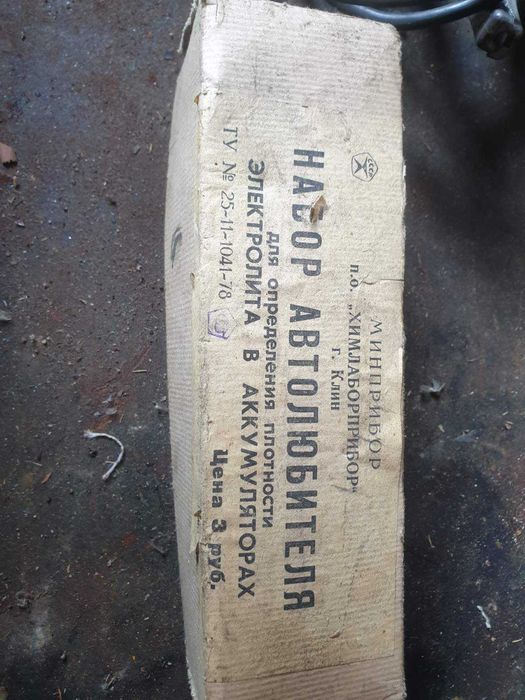 МИНПРИБОР
п.о. „ХИМЛАБОРПРИБОР"
г. Клин
НАБОР АВТОЛЮБИТЕЛЯ
для определения плотности
ЭЛЕКТРОЛИТА В АККУМУЛЯТОРАХ
ТУ № 25-11-1041-78
Цена 3 руб.